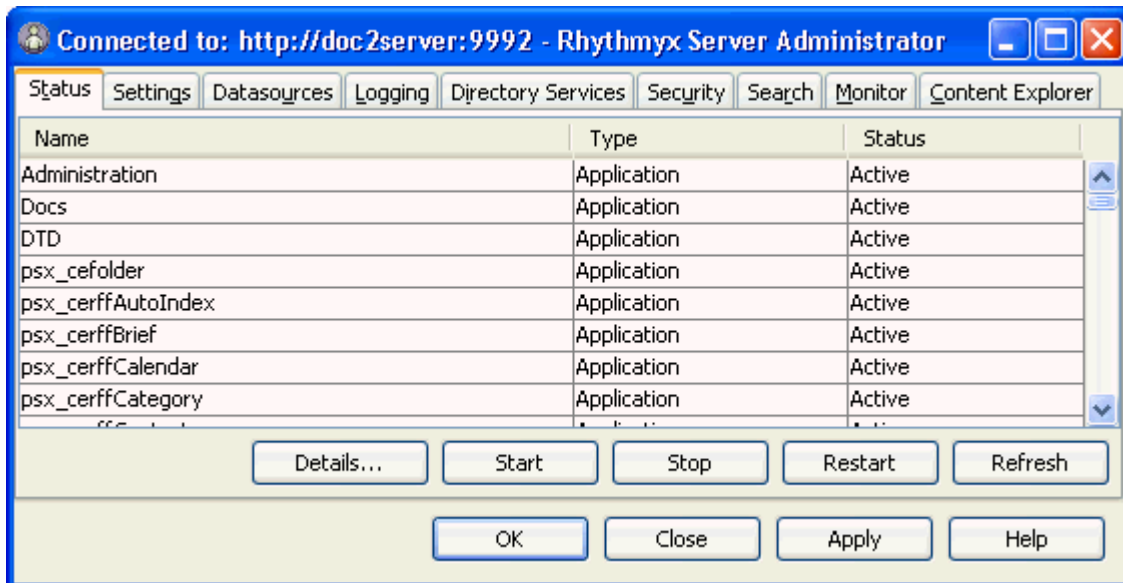 Connected to: http://doc2server:9992 - Rhythmyx Server Administrator
Status Settings Datasources Logging Directory Services Security Search Monitor Content Explorer
Name Type Status
Administration Application Active
Docs Application Active
DTD Application Active
psx_cefolder Application Active
psx_cerffAutoIndex Application Active
psx_cerffBrief Application Active
psx_cerffCalendar Application Active
psx_cerffCategory Application Active
Details... Start Stop Restart Refresh
OK Close Apply Help